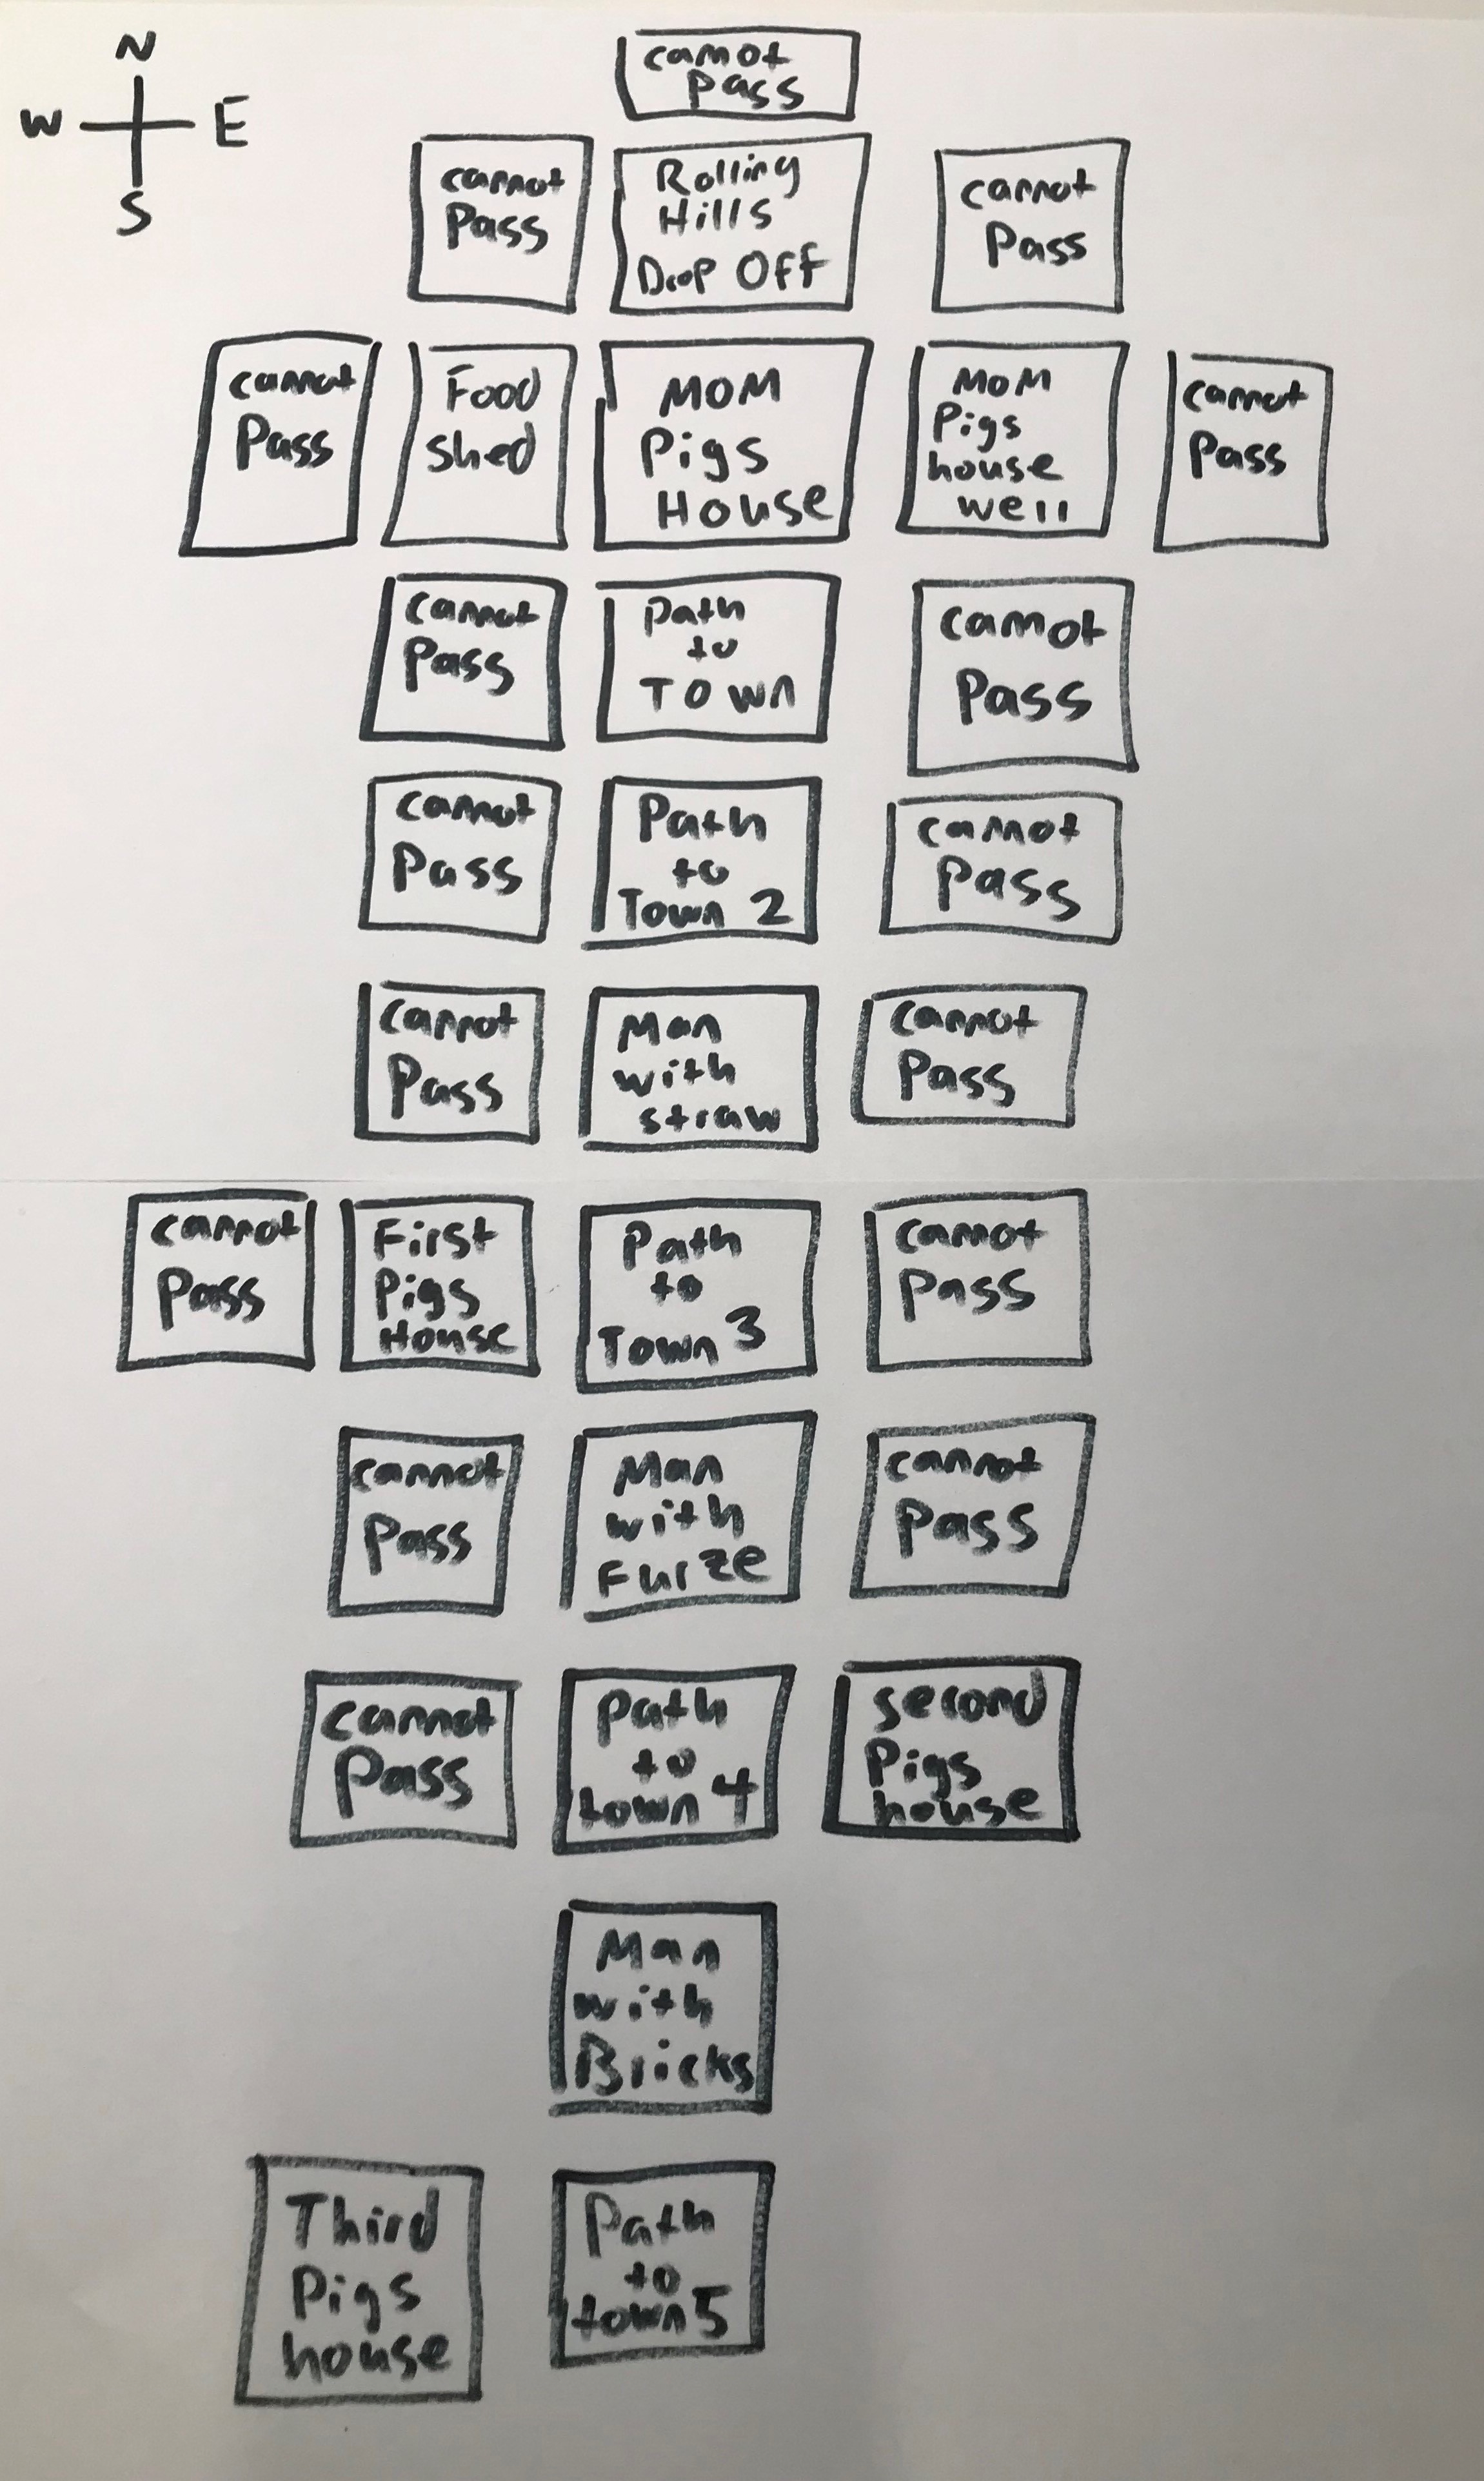 N
W E
S
cannot
pass
cannot
Pass
Rolling
Hills
Drop Off
cannot
Pass
cannot
Pass
Food
shed
MOM
Pigs
House
MOM
Pigs
house
well
cannot
Pass
cannot
Pass
Path
to
TOWN
cannot
Pass
cannot
Pass
Path
to
Town 2
cannot
Pass
cannot
Pass
Man
with
straw
cannot
Pass
cannot
Pass
First
Pigs
House
Path
to
Town 3
cannot
Pass
cannot
Pass
Man
with
Furze
cannot
Pass
cannot
Pass
Path
to
town 4
second
Pigs
house
Man
with
Bricks
Third
Pigs
house
Path
to
town 5